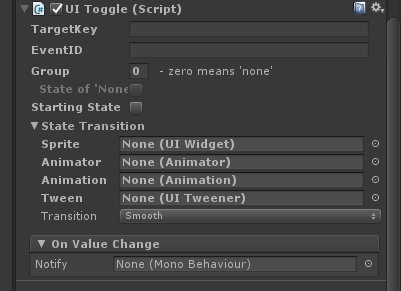 UI Toggle (Script)
TargetKey
EventID
Group 0 - zero means 'none'
State of 'None
Starting State
State Transition
Sprite None (UI Widget)
Animator None (Animator)
Animation None (Animation)
Tween None (UI Tweener)
Transition Smooth
On Value Change
Notify None (Mono Behaviour)